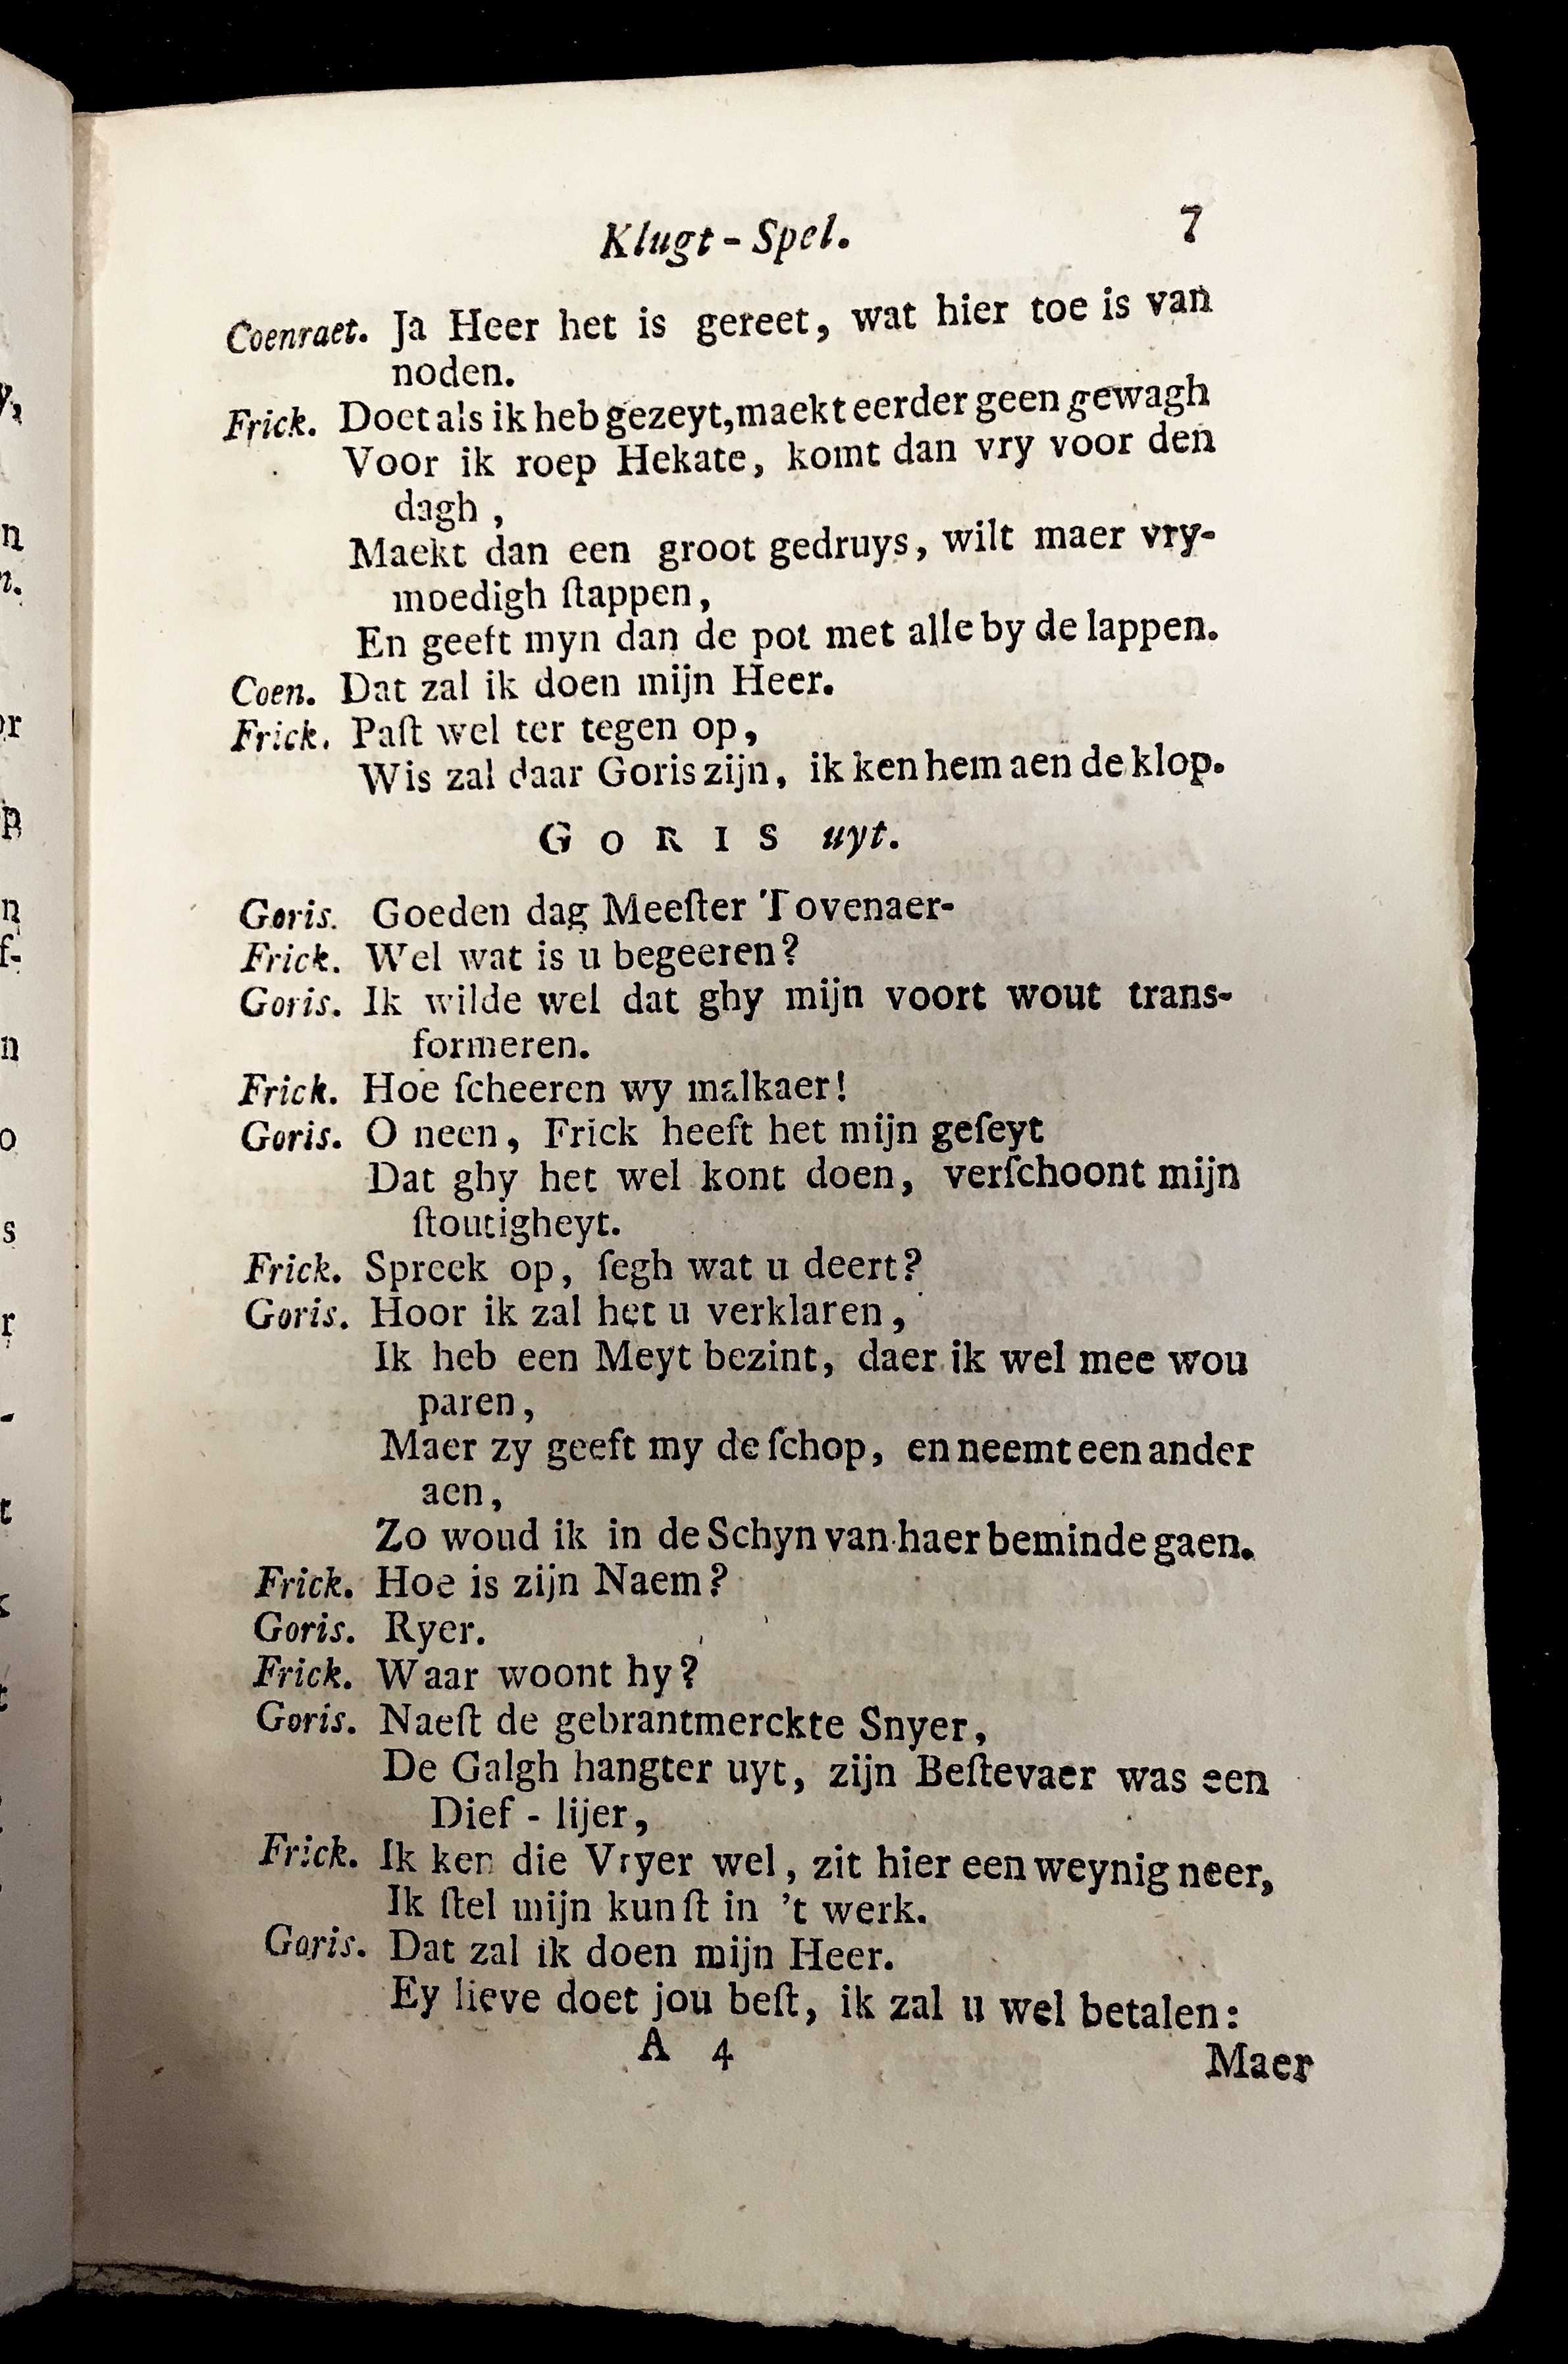 Klugt-Spel. 7
Coenraet. Ja Heer het is gereet, wat hier toe is van
noden.
Frick. Doet als ik heb gezeyt, maekt eerder geen gewagh
Voor ik roep Hekate, komt dan vry voor den
dagh,
Maekt dan een groot gedruys, wilt maer vry-
moedigh ſtappen,
En geeft myn dan de pot met alle by de lappen.
Coen. Dat zal ik doen mijn Heer.
Frick. Paſt wel ter tegen op,
Wis zal daar Goris zijn, ik ken hem aen de klop.
GORIS uyt.
Goris. Goeden dag Meeſter Tovenaer-
Frick. Wel wat is u begeeren?
Goris. Ik wilde wel dat ghy mijn voort wout trans-
formeren.
Frick. Hoe ſcheeren wy malkaer!
Goris. O neen, Frick heeft het mijn geſeyt
Dat ghy het wel kont doen, verſchoont mijn
ſtoutigheyt.
Frick. Spreek op, ſegh wat u deert?
Goris. Hoor ik zal het u verklaren,
Ik heb een Meyt bezint, daer ik wel mee wou
paren,
Maer zy geeft my de ſchop, en neemt een ander
aen,
Zo woud ik in de Schyn van haer beminde gaen.
Frick. Hoe is zijn Naem?
Goris. Ryer.
Frick. Waar woont hy?
Goris. Naeſt de gebrantmerckte Snyer,
De Galgh hangter uyt, zijn Beſtevaer was een
Dief-lijer,
Frick. Ik ken die Vryer wel, zit hier een weynig neer,
Ik ſtel mijn kunſt in 't werk.
Goris. Dat zal ik doen mijn Heer.
Ey lieve doet jou beſt, ik zal u wel betalen:
A 4
Maer